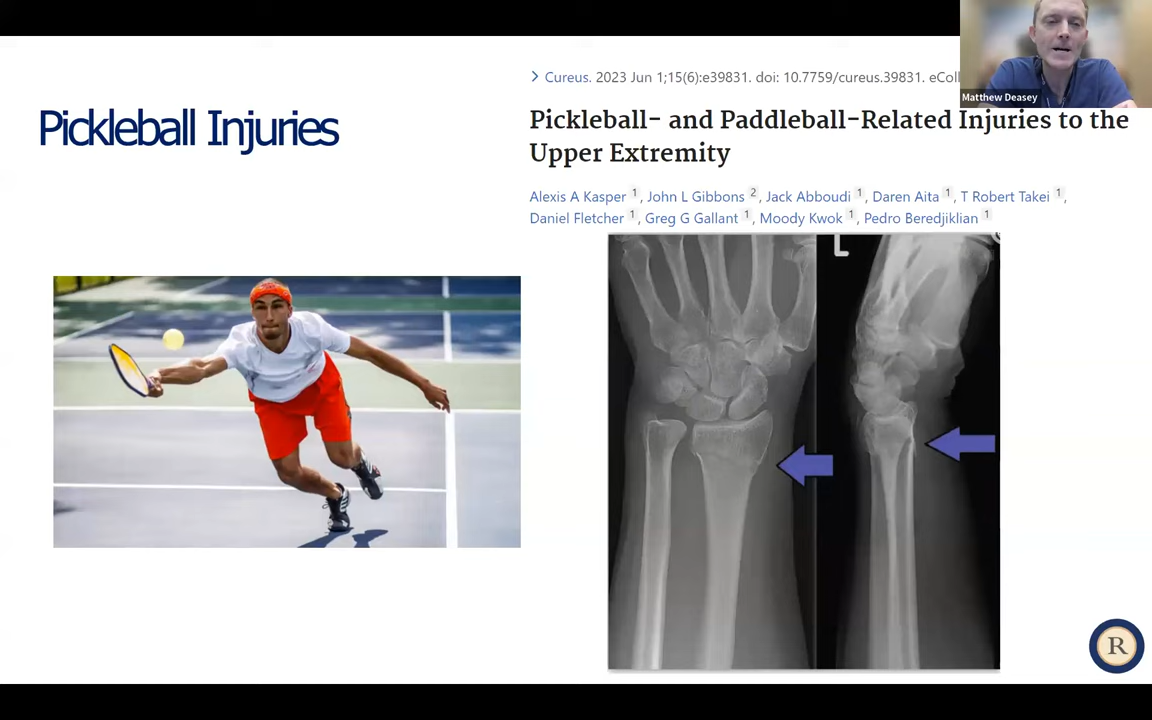 Cureus. 2023 Jun 1;15(6):e39831. doi: 10.7759/cureus.39831. eColl
Matthew Deasey
Pickleball Injuries
Pickleball- and Paddleball-Related Injuries to the
Upper Extremity
Alexis A Kasper 1, John L Gibbons 2, Jack Abboudi 1, Daren Aita 1, T Robert Takei 1,
Daniel Fletcher 1, Greg G Gallant 1, Moody Kwok 1, Pedro Beredjiklian 1
L
R